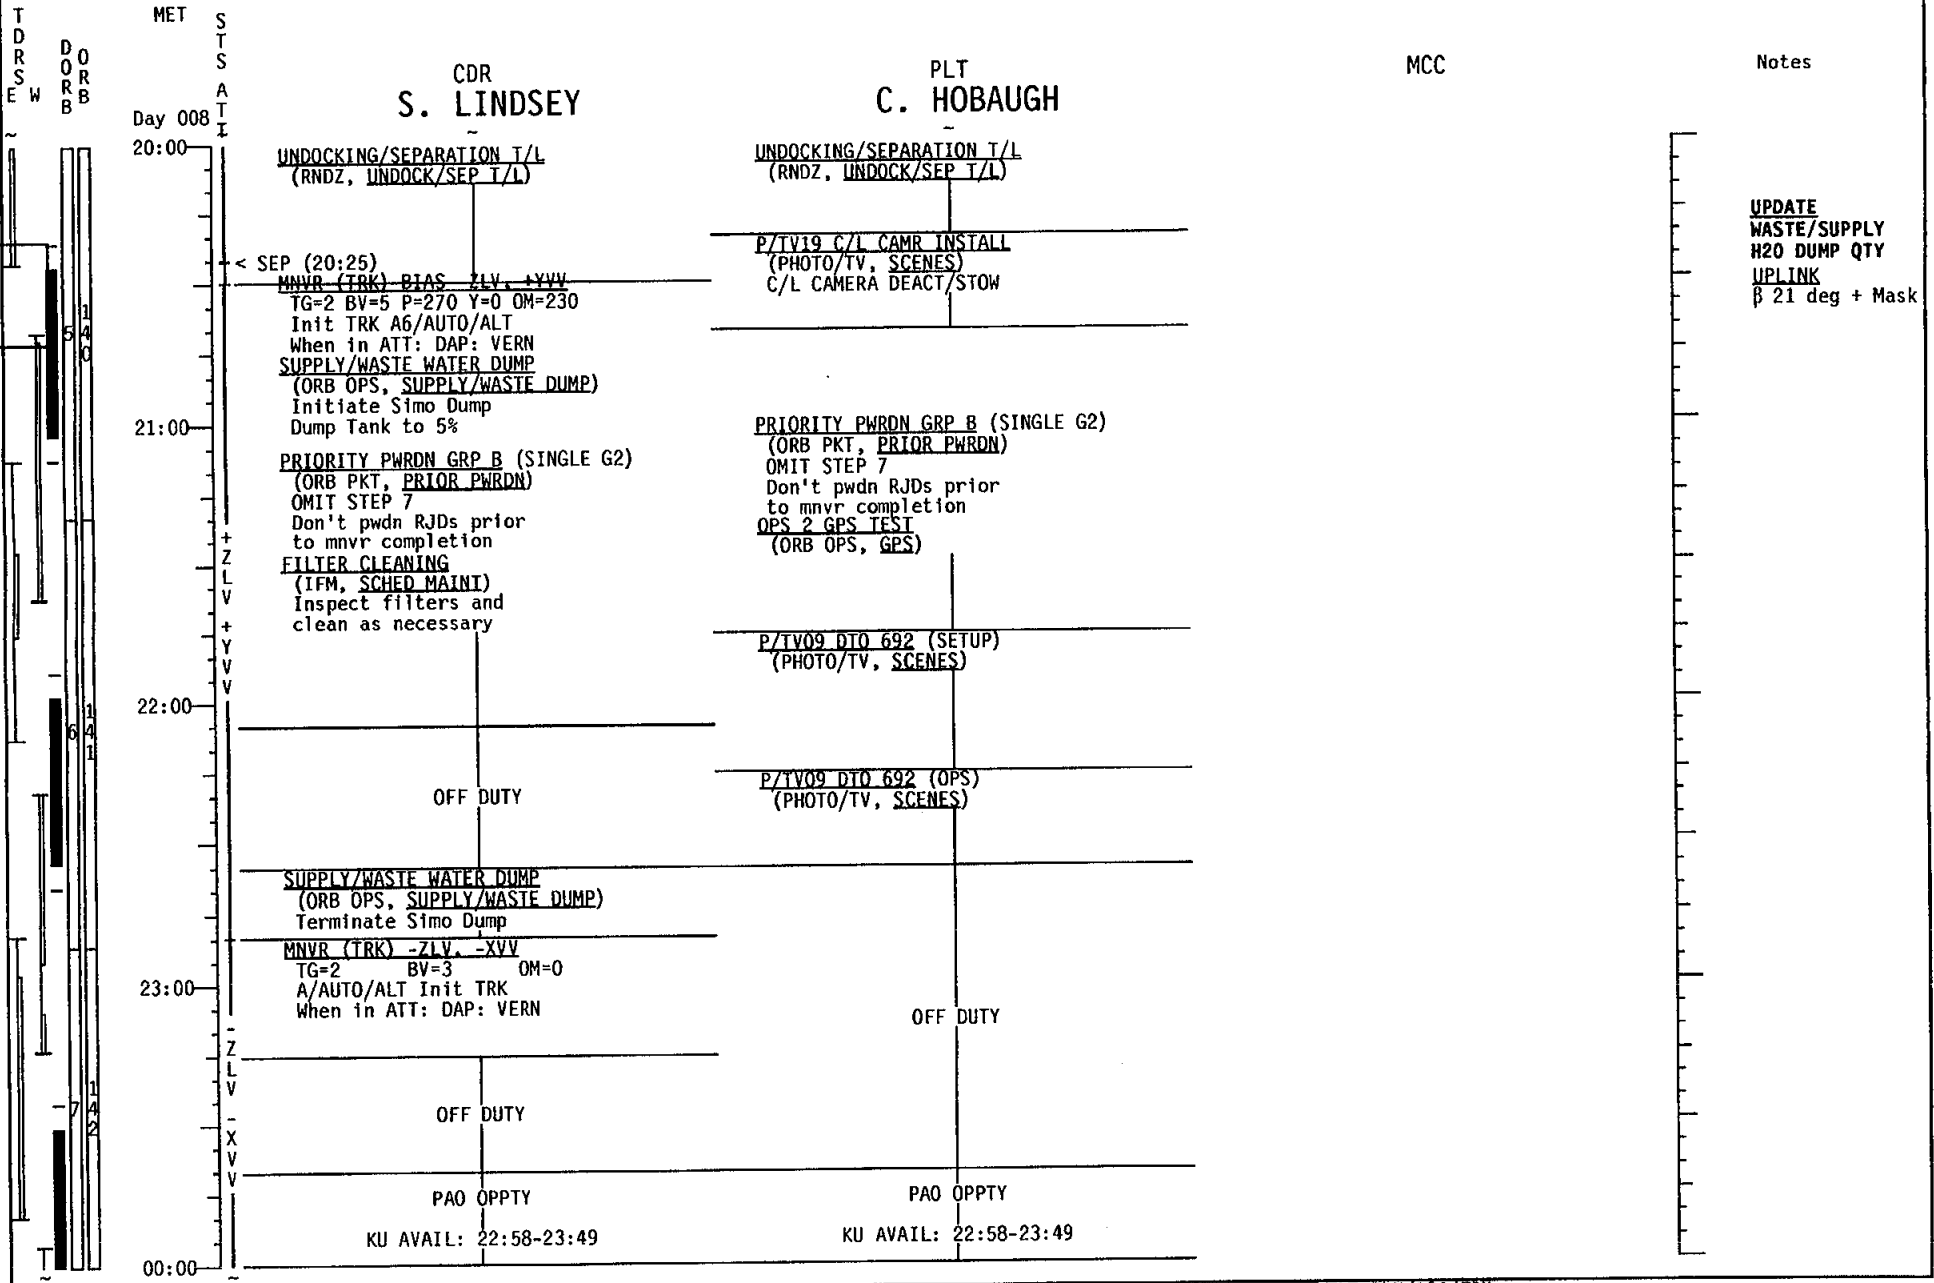 TDRS
E W
DORB
ORB
MET
STS ATT
CDR
S. LINDSEY
PLT
C. HOBAUGH
MCC
Notes
Day 008
20:00
UNDOCKING/SEPARATION T/L
(RNDZ, UNDOCK/SEP T/L)
< SEP (20:25)
MNVR (TRK) BIAS -ZLV, +YVV
TG=2 BV=5 P=270 Y=0 OM=230
Init TRK A6/AUTO/ALT
When in ATT: DAP: VERN
SUPPLY/WASTE WATER DUMP
(ORB OPS, SUPPLY/WASTE DUMP)
Initiate Simo Dump
Dump Tank to 5%
21:00
PRIORITY PWRDN GRP B (SINGLE G2)
(ORB PKT, PRIOR PWRDN)
OMIT STEP 7
Don't pwdn RJDs prior
to mnvr completion
FILTER CLEANING
(IFM, SCHED MAINT)
Inspect filters and
clean as necessary
22:00
OFF DUTY
SUPPLY/WASTE WATER DUMP
(ORB OPS, SUPPLY/WASTE DUMP)
Terminate Simo Dump
MNVR (TRK) -ZLV, -XVV
TG=2 BV=3 OM=0
23:00
A/AUTO/ALT Init TRK
When in ATT: DAP: VERN
OFF DUTY
PAO OPPTY
KU AVAIL: 22:58-23:49
00:00
UNDOCKING/SEPARATION T/L
(RNDZ, UNDOCK/SEP T/L)
P/TV19 C/L CAMR INSTALL
(PHOTO/TV, SCENES)
C/L CAMERA DEACT/STOW
PRIORITY PWRDN GRP B (SINGLE G2)
(ORB PKT, PRIOR PWRDN)
OMIT STEP 7
Don't pwdn RJDs prior
to mnvr completion
OPS 2 GPS TEST
(ORB OPS, GPS)
P/TV09 DTO 692 (SETUP)
(PHOTO/TV, SCENES)
P/TV09 DTO 692 (OPS)
(PHOTO/TV, SCENES)
OFF DUTY
PAO OPPTY
KU AVAIL: 22:58-23:49
UPDATE
WASTE/SUPPLY
H20 DUMP QTY
UPLINK
β 21 deg + Mask
5
140
6
141
7
142
+ZLV +YVV
-ZLV -XVV